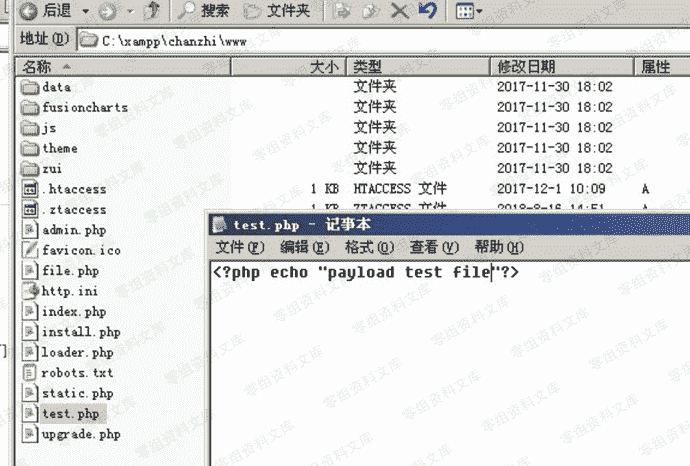 后退 搜索 文件夹
地址(D) C:\xampp\chanzhi\www
名称 大小 类型 修改日期 属性
data 文件夹 2017-11-30 18:02
fusioncharts 文件夹 2017-11-30 18:02
js 文件夹 2017-11-30 18:02
theme 文件夹 2017-11-30 18:02
zui 文件夹 2017-11-30 18:02
.htaccess 1 KB HTACCESS 文件 2017-12-1 10:09 A
.ztaccess 1 KB ZTACCESS 文件 2018-8-16 14:51 A
admin.php
favicon.ico
file.php
http.ini
index.php
install.php
loader.php
robots.txt
static.php
test.php
upgrade.php
test.php - 记事本
文件(F) 编辑(E) 格式(O) 查看(V) 帮助(H)
<?php echo "payload test file"?>
零组资料文库